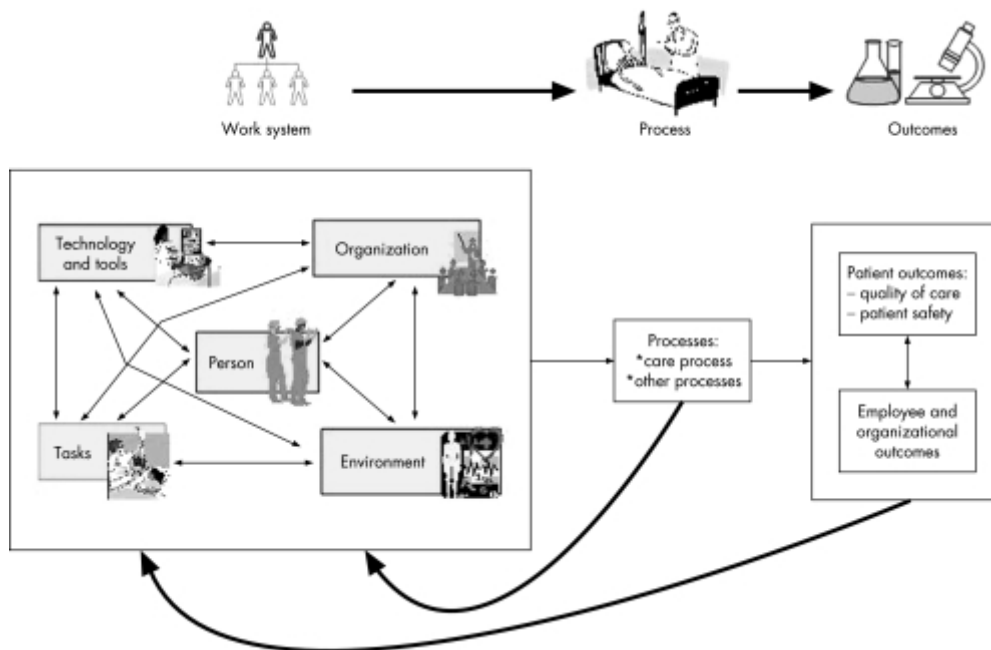 Work system
Process
Outcomes
Technology
and tools
Organization
Person
Tasks
Environment
Processes:
*care process
*other processes
Patient outcomes:
– quality of care
– patient safety
Employee and
organizational
outcomes